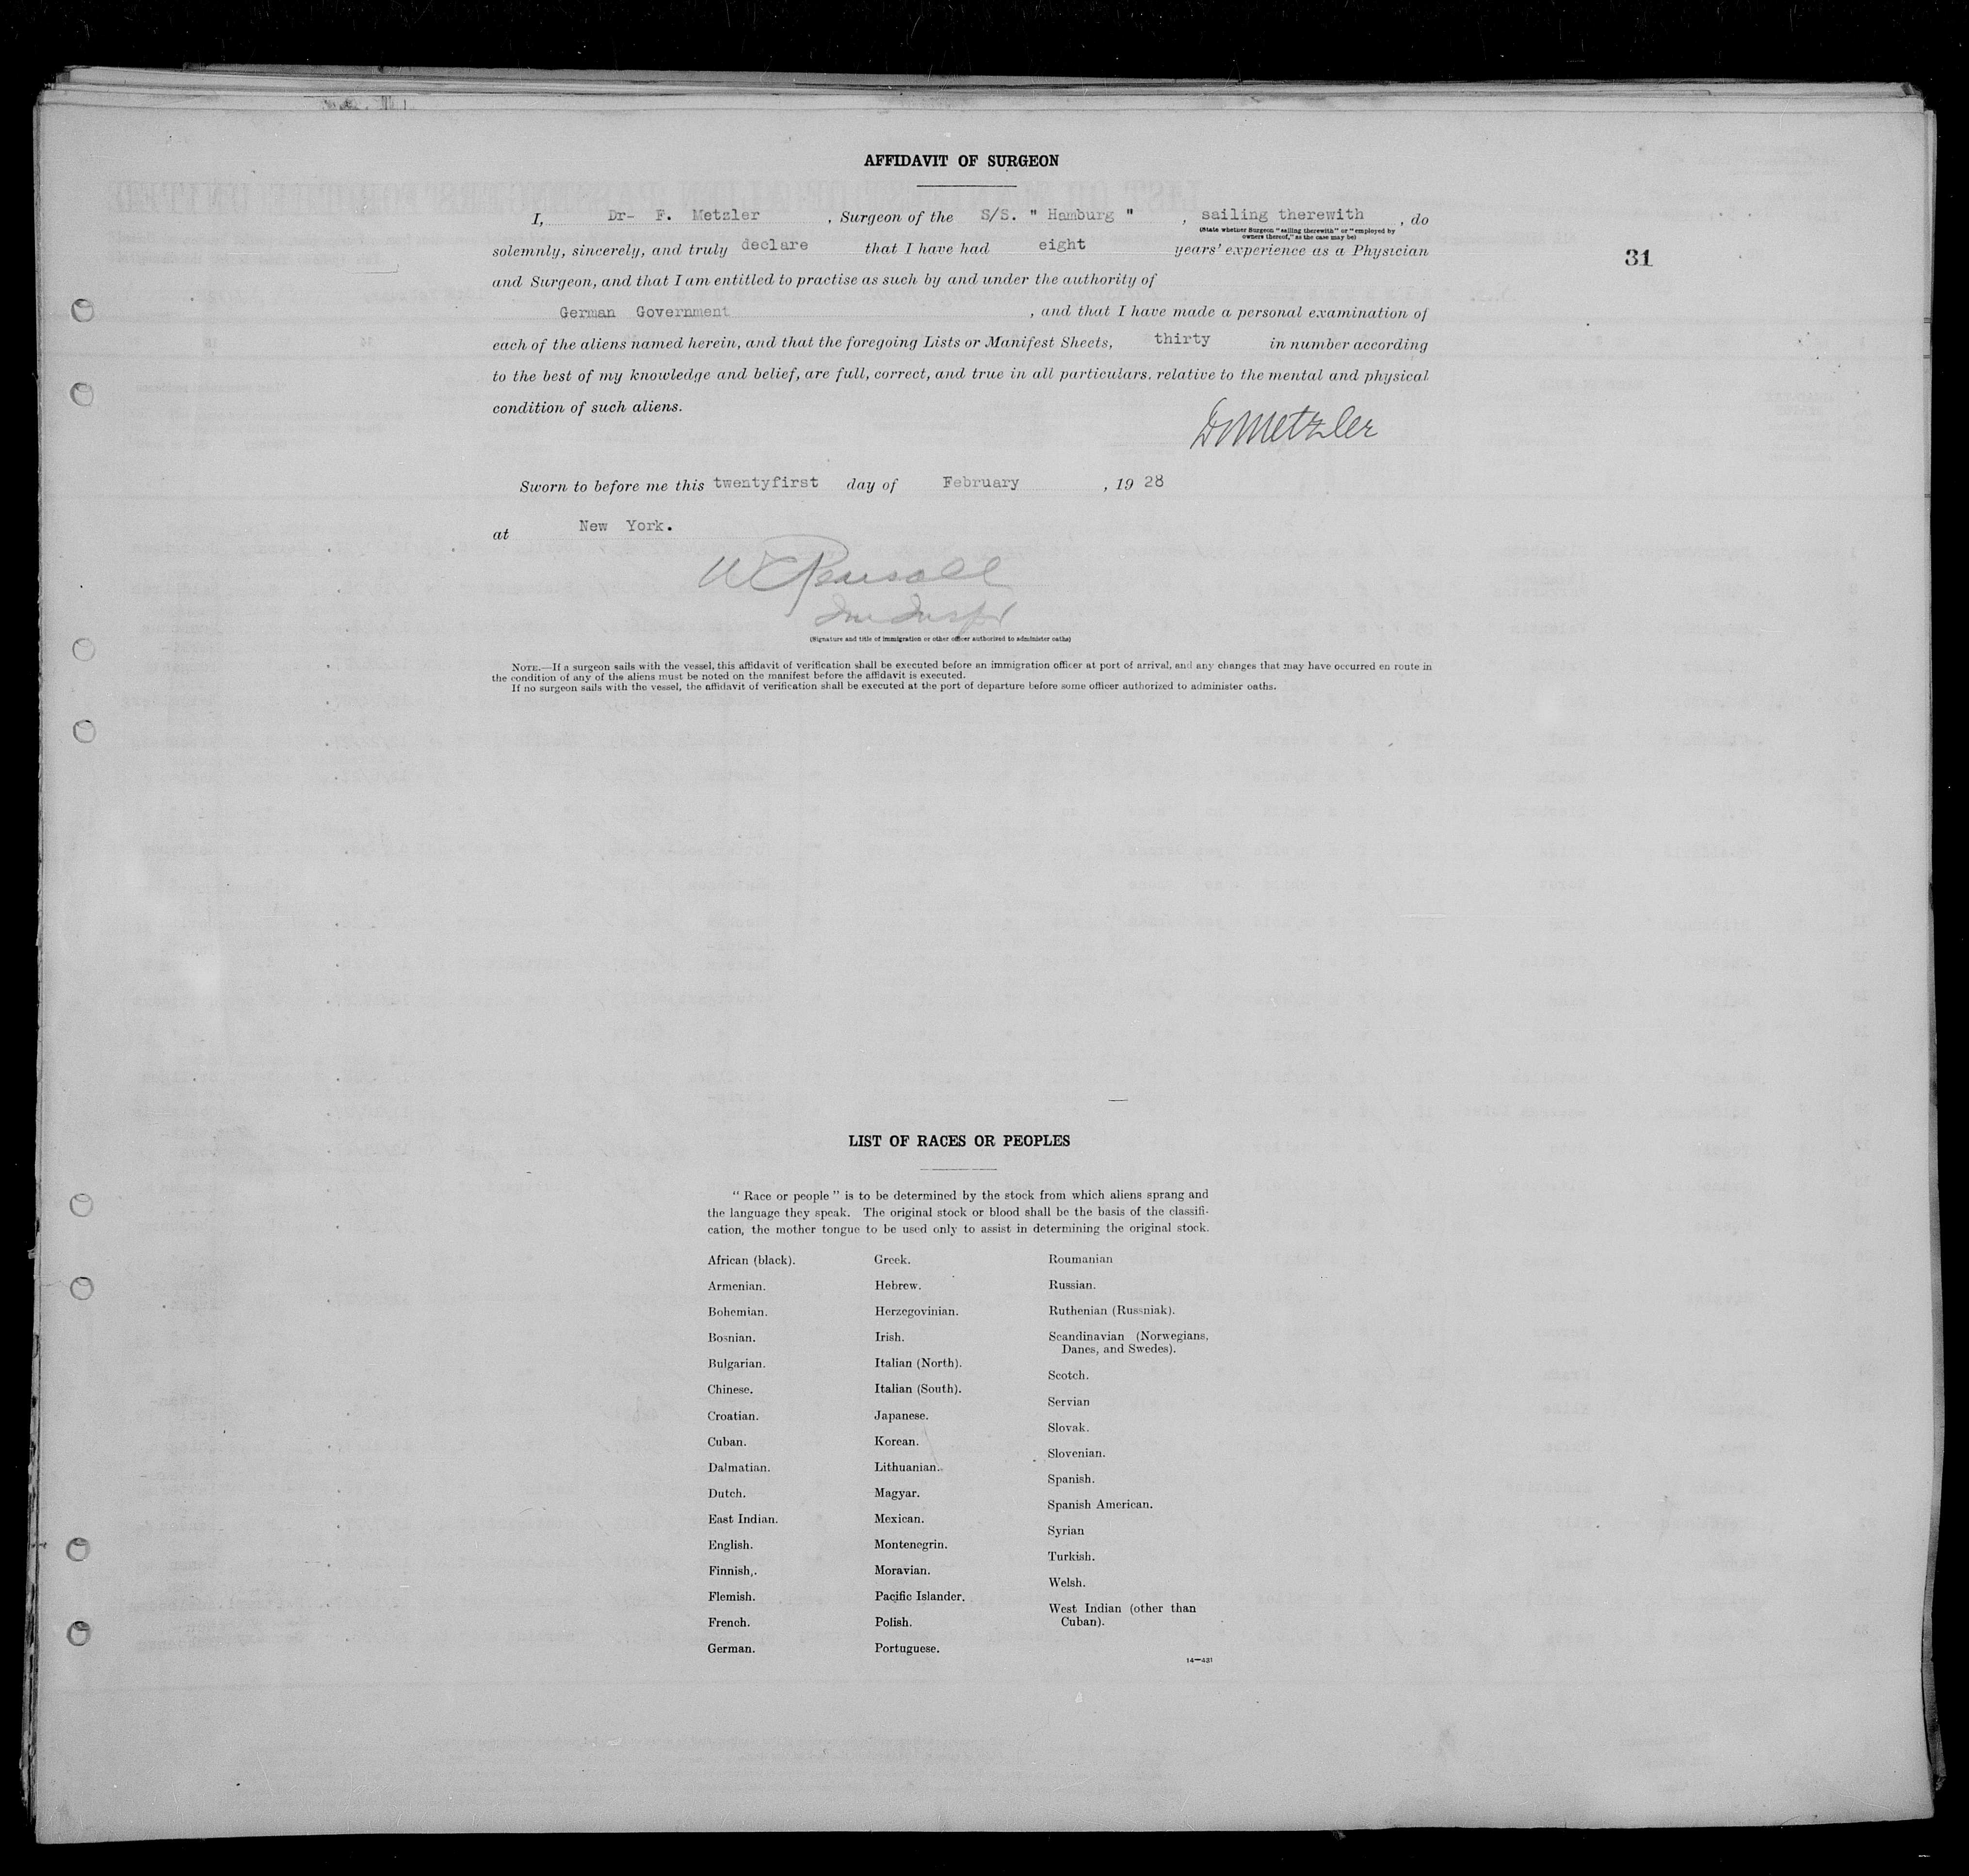 AFFIDAVIT OF SURGEON
I, Dr- F. Metzler , Surgeon of the S/S. " Hamburg " , sailing therewith , do
(State whether Surgeon "sailing therewith" or "employed by
owners thereof," as the case may be)
31
solemnly, sincerely, and truly declare that I have had eight years' experience as a Physician
and Surgeon, and that I am entitled to practise as such by and under the authority of
German Government , and that I have made a personal examination of
each of the aliens named herein, and that the foregoing Lists or Manifest Sheets, thirty in number according
to the best of my knowledge and belief, are full, correct, and true in all particulars. relative to the mental and physical
condition of such aliens.
Dr Metzler
Sworn to before me this twentyfirst day of February , 19 28
at New York.
(Signature and title of immigration or other officer authorized to administer oaths)
NOTE.—If a surgeon sails with the vessel, this affidavit of verification shall be executed before an immigration officer at port of arrival, and any changes that may have occurred en route in
the condition of any of the aliens must be noted on the manifest before the affidavit is executed.
If no surgeon sails with the vessel, the affidavit of verification shall be executed at the port of departure before some officer authorized to administer oaths.
LIST OF RACES OR PEOPLES
" Race or people " is to be determined by the stock from which aliens sprang and
the language they speak. The original stock or blood shall be the basis of the classifi-
cation, the mother tongue to be used only to assist in determining the original stock.
African (black).
Armenian.
Bohemian.
Bosnian.
Bulgarian.
Chinese.
Croatian.
Cuban.
Dalmatian.
Dutch.
East Indian.
English.
Finnish,.
Flemish.
French.
German.
Greek.
Hebrew.
Herzegovinian.
Irish.
Italian (North).
Italian (South).
Japanese.
Korean.
Lithuanian.
Magyar.
Mexican.
Montenegrin.
Moravian.
Pacific Islander.
Polish.
Portuguese.
Roumanian
Russian.
Ruthenian (Russniak).
Scandinavian (Norwegians,
Danes, and Swedes).
Scotch.
Servian
Slovak.
Slovenian.
Spanish.
Spanish American.
Syrian
Turkish.
Welsh.
West Indian (other than
Cuban).
14—431